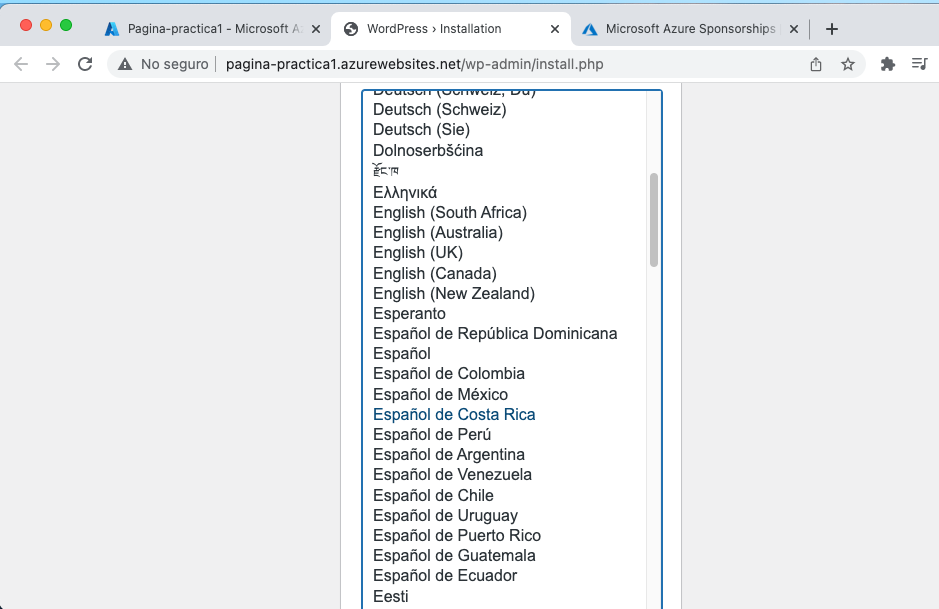 Pagina-practica1 - Microsoft A
WordPress › Installation
Microsoft Azure Sponsorships
No seguro
pagina-practica1.azurewebsites.net/wp-admin/install.php
Deutsch (Schweiz, Du)
Deutsch (Schweiz)
Deutsch (Sie)
Dolnoserbšćina
རྫོང་ཁ
Ελληνικά
English (South Africa)
English (Australia)
English (UK)
English (Canada)
English (New Zealand)
Esperanto
Español de República Dominicana
Español
Español de Colombia
Español de México
Español de Costa Rica
Español de Perú
Español de Argentina
Español de Venezuela
Español de Chile
Español de Uruguay
Español de Puerto Rico
Español de Guatemala
Español de Ecuador
Eesti